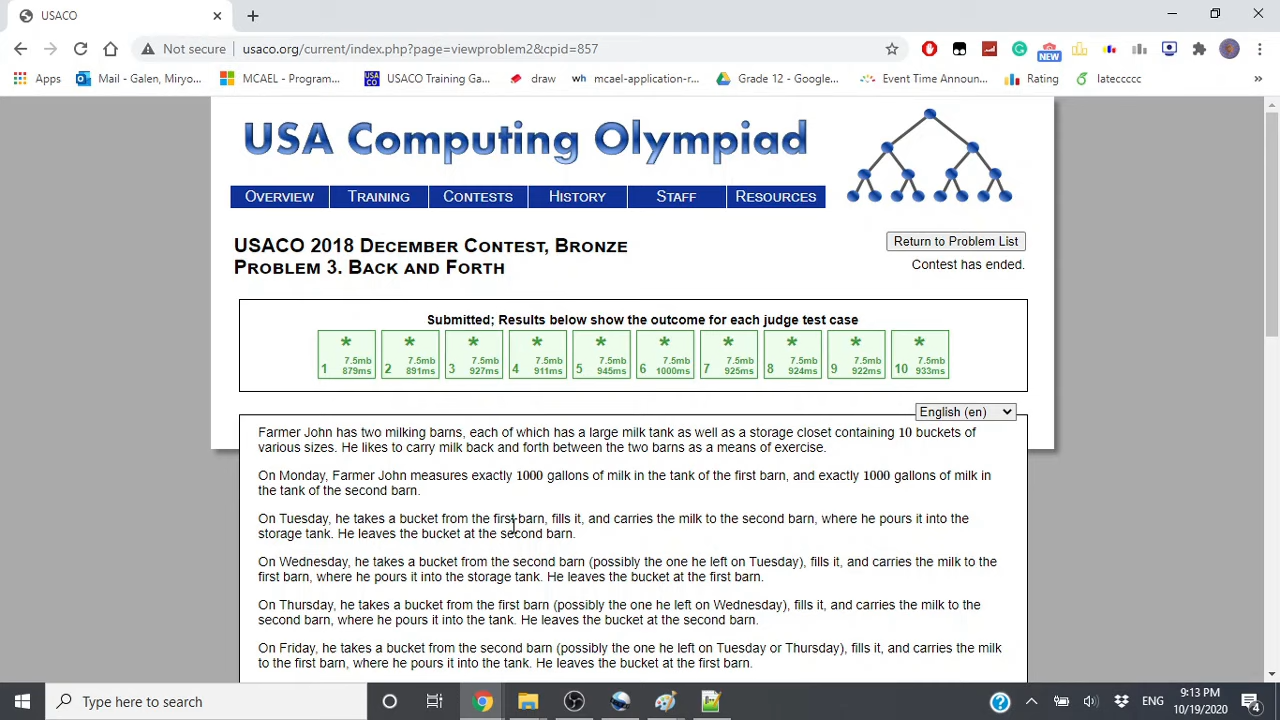 USACO
Not secure
usaco.org/current/index.php?page=viewproblem2&cpid=857
NEW
Apps
Mail - Galen, Miryo...
MCAEL - Program...
USA CO
USACO Training Ga...
draw
wh
mcael-application-r...
Grade 12 - Google...
Event Time Announ...
Rating
lateccccc
»
USA Computing Olympiad
OVERVIEW
TRAINING
CONTESTS
HISTORY
STAFF
RESOURCES
USACO 2018 DECEMBER CONTEST, BRONZE
PROBLEM 3. BACK AND FORTH
Return to Problem List
Contest has ended.
Submitted; Results below show the outcome for each judge test case
* 1 7.5mb 879ms
* 2 7.5mb 891ms
* 3 7.5mb 927ms
* 4 7.5mb 911ms
* 5 7.5mb 945ms
* 6 7.5mb 1000ms
* 7 7.5mb 925ms
* 8 7.5mb 924ms
* 9 7.5mb 922ms
* 10 7.5mb 933ms
English (en)
Farmer John has two milking barns, each of which has a large milk tank as well as a storage closet containing 10 buckets of
various sizes. He likes to carry milk back and forth between the two barns as a means of exercise.
On Monday, Farmer John measures exactly 1000 gallons of milk in the tank of the first barn, and exactly 1000 gallons of milk in
the tank of the second barn.
On Tuesday, he takes a bucket from the first barn, fills it, and carries the milk to the second barn, where he pours it into the
storage tank. He leaves the bucket at the second barn.
On Wednesday, he takes a bucket from the second barn (possibly the one he left on Tuesday), fills it, and carries the milk to the
first barn, where he pours it into the storage tank. He leaves the bucket at the first barn.
On Thursday, he takes a bucket from the first barn (possibly the one he left on Wednesday), fills it, and carries the milk to the
second barn, where he pours it into the tank. He leaves the bucket at the second barn.
On Friday, he takes a bucket from the second barn (possibly the one he left on Tuesday or Thursday), fills it, and carries the milk
to the first barn, where he pours it into the tank. He leaves the bucket at the first barn.
Type here to search
ENG
9:13 PM
10/19/2020
4